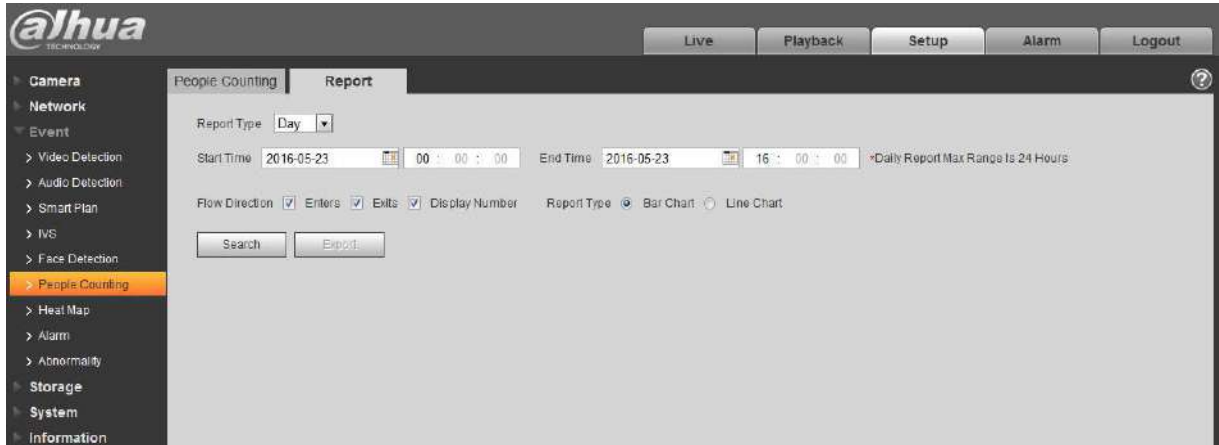 alhua
TECHNOLOGY
Live Playback Setup Alarm Logout
Camera
Network
Event
> Video Detection
> Audio Detection
> Smart Plan
> IVS
> Face Detection
> People Counting
> Heat Map
> Alarm
> Abnormality
Storage
System
Information
People Counting Report
Report Type Day
Start Time 2016-05-23 00 : 00 : 00 End Time 2016-05-23 16 : 00 : 00 *Daily Report Max Range Is 24 Hours
Flow Direction Enters Exits Display Number Report Type Bar Chart Line Chart
Search Export
?